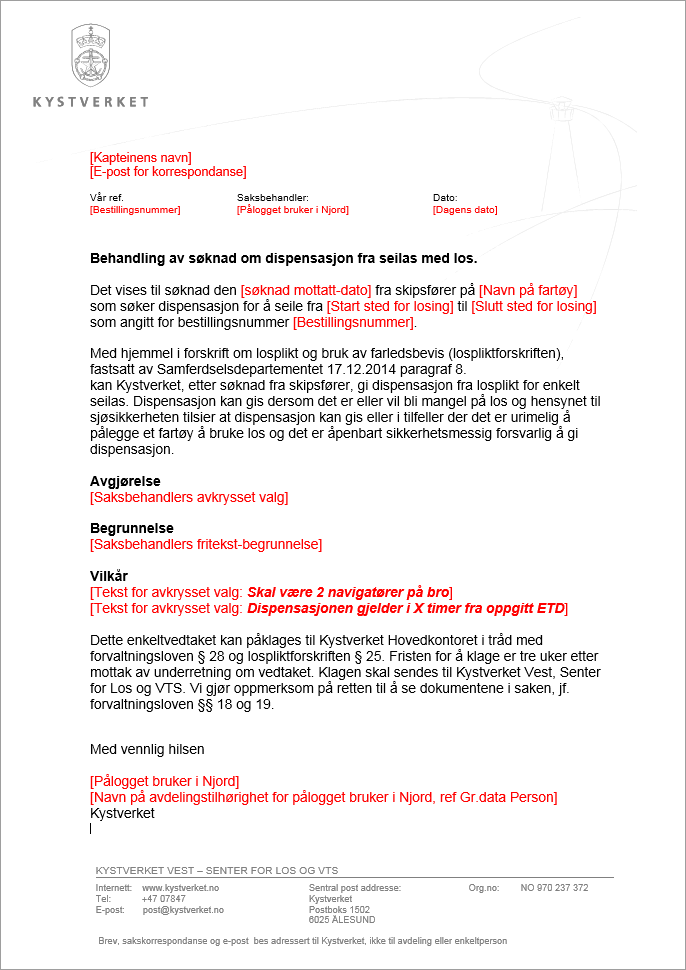 KYSTVERKET
[Kapteinens navn]
[E-post for korrespondanse]
Vår ref. Saksbehandler: Dato:
[Bestillingsnummer] [Pålogget bruker i Njord] [Dagens dato]
Behandling av søknad om dispensasjon fra seilas med los.
Det vises til søknad den [søknad mottatt-dato] fra skipsfører på [Navn på fartøy]
som søker dispensasjon for å seile fra [Start sted for losing] til [Slutt sted for losing]
som angitt for bestillingsnummer [Bestillingsnummer].
Med hjemmel i forskrift om losplikt og bruk av farledsbevis (lospliktforskriften),
fastsatt av Samferdselsdepartementet 17.12.2014 paragraf 8.
kan Kystverket, etter søknad fra skipsfører, gi dispensasjon fra losplikt for enkelt
seilas. Dispensasjon kan gis dersom det er eller vil bli mangel på los og hensynet til
sjøsikkerheten tilsier at dispensasjon kan gis eller i tilfeller der det er urimelig å
pålegge et fartøy å bruke los og det er åpenbart sikkerhetsmessig forsvarlig å gi
dispensasjon.
Avgjørelse
[Saksbehandlers avkrysset valg]
Begrunnelse
[Saksbehandlers fritekst-begrunnelse]
Vilkår
[Tekst for avkrysset valg: Skal være 2 navigatører på bro]
[Tekst for avkrysset valg: Dispensasjonen gjelder i X timer fra oppgitt ETD]
Dette enkeltvedtaket kan påklages til Kystverket Hovedkontoret i tråd med
forvaltningsloven § 28 og lospliktforskriften § 25. Fristen for å klage er tre uker etter
mottak av underretning om vedtaket. Klagen skal sendes til Kystverket Vest, Senter
for Los og VTS. Vi gjør oppmerksom på retten til å se dokumentene i saken, jf.
forvaltningsloven §§ 18 og 19.
Med vennlig hilsen
[Pålogget bruker i Njord]
[Navn på avdelingstilhørighet for pålogget bruker i Njord, ref Gr.data Person]
Kystverket
KYSTVERKET VEST – SENTER FOR LOS OG VTS
Internett: www.kystverket.no Sentral post addresse: Org.no: NO 970 237 372
Tel: +47 07847 Kystverket
E-post: post@kystverket.no Postboks 1502
6025 ÅLESUND
Brev, sakskorrespondanse og e-post bes adressert til Kystverket, ikke til avdeling eller enkeltperson